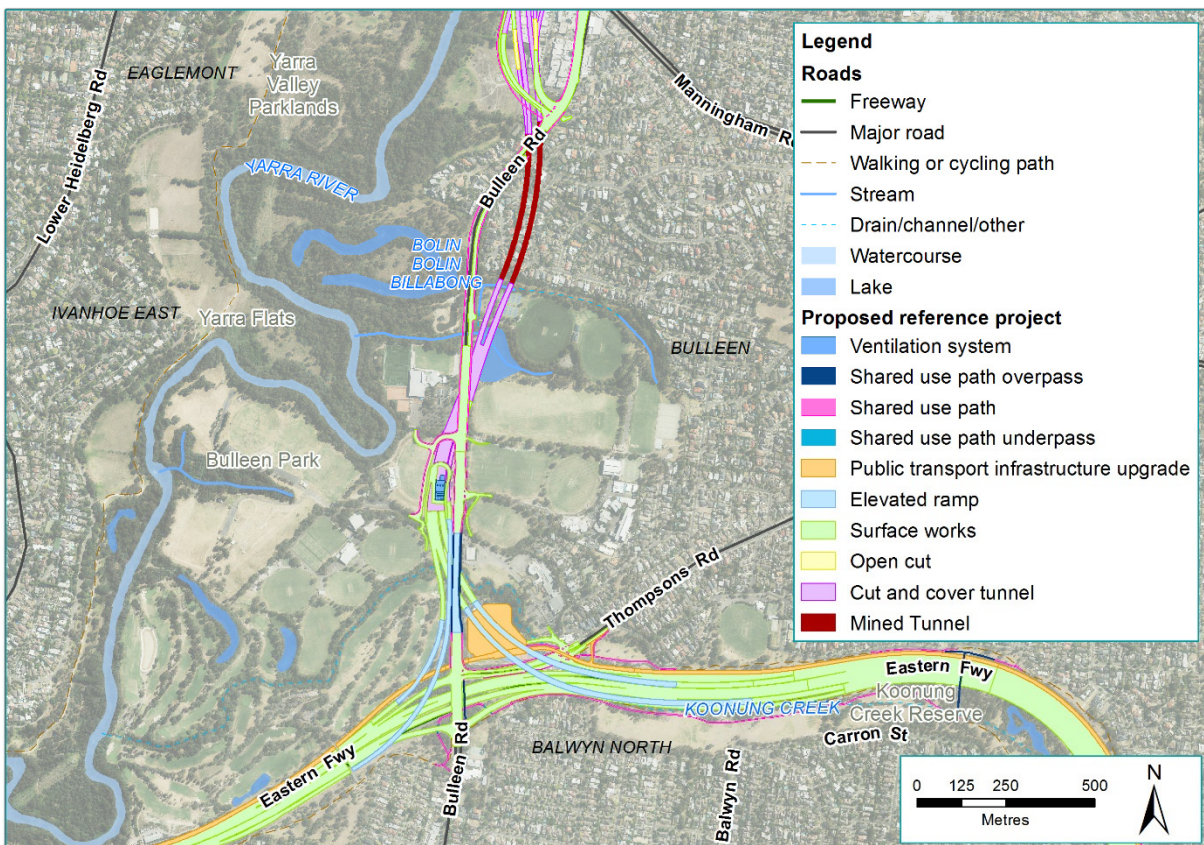 EAGLEMONT
Yarra
Valley
Parklands
Lower Heidelberg Rd
Manningham Rd
Bulleen Rd
YARRA RIVER
BOLIN
BOLIN
BILLABONG
IVANHOE EAST
Yarra Flats
BULLEEN
Bulleen Park
Thompsons Rd
Eastern Fwy
KOONUNG CREEK
Koonung
Creek Reserve
Carron St
BALWYN NORTH
Eastern Fwy
Bulleen Rd
Balwyn Rd
Legend
Roads
Freeway
Major road
Walking or cycling path
Stream
Drain/channel/other
Watercourse
Lake
Proposed reference project
Ventilation system
Shared use path overpass
Shared use path
Shared use path underpass
Public transport infrastructure upgrade
Elevated ramp
Surface works
Open cut
Cut and cover tunnel
Mined Tunnel
0 125 250 500
Metres
N